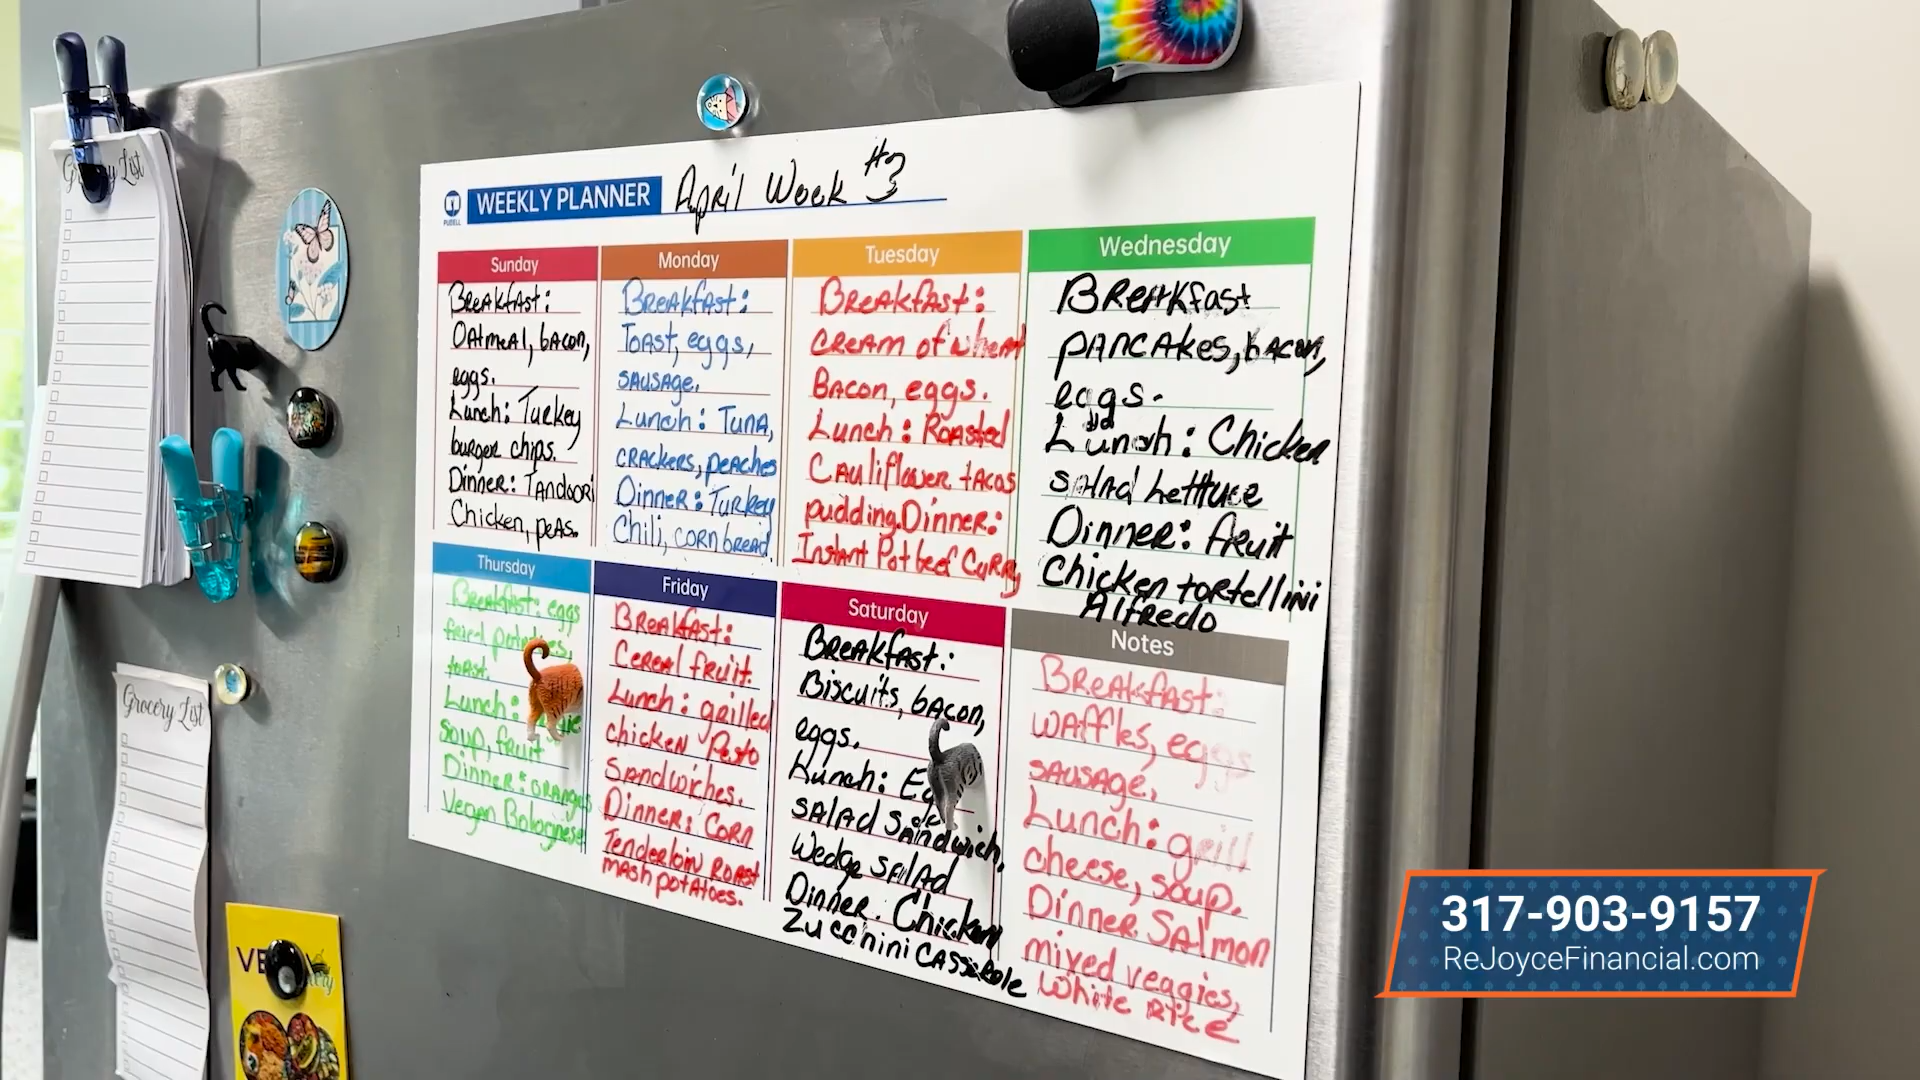 Grocery List
PUEELL
WEEKLY PLANNER
April Week #3
Sunday
Breakfast:
Oatmeal, bacon,
eggs.
Lunch: Turkey
burger chips.
Dinner: Tandoori
Chicken, peas.
Monday
Breakfast:
Toast, eggs,
sausage.
Lunch: Tuna,
crackers, peaches
Dinner: Turkey
Chili, cornbread.
Tuesday
Breakfast:
Cream of wheat
Bacon, eggs.
Lunch: Roasted
Cauliflower tacos
pudding. Dinner:
Instant Pot beef Curry
Wednesday
Breakfast
pancakes, bacon,
eggs.
Lunch: Chicken
salad Lettuce
Dinner: fruit
Chicken tortellini
Alfredo
Thursday
Breakfast: eggs
fried potatoes,
toast.
Lunch:
soup, fruit
Dinner: oranges
Vegan Bolognese
Friday
Breakfast:
Cereal fruit.
Lunch: grilled
chicken Pesto
Sandwiches.
Dinner: Corn
Tenderloin Roast
mash potatoes.
Saturday
Breakfast:
Biscuits, bacon,
eggs.
Lunch:
salad Sandwich,
Wedge salad
Dinner. Chicken
Zucchini Casserole
Notes
Breakfast:
waffles, eggs
sausage.
Lunch: grill
cheese, soup.
Dinner Salmon
mixed veggies,
White Rice
Grocery List
317-903-9157
ReJoyceFinancial.com